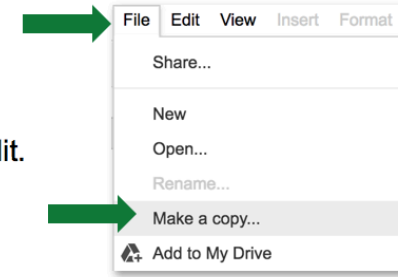 File Edit View Insert Format
Share...
New
Open...
lit.
Rename...
Make a copy...
Add to My Drive